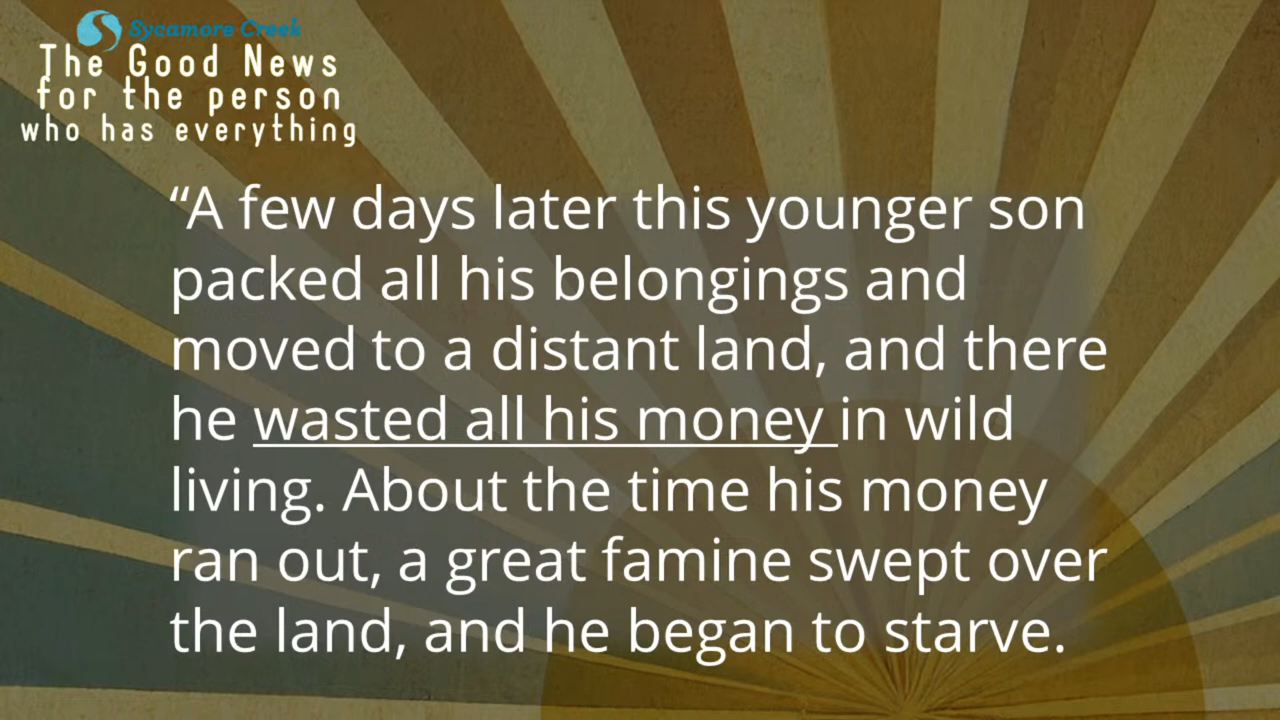 Sycamore Creek
The Good News
for the person
who has everything
“A few days later this younger son
packed all his belongings and
moved to a distant land, and there
he wasted all his money in wild
living. About the time his money
ran out, a great famine swept over
the land, and he began to starve.